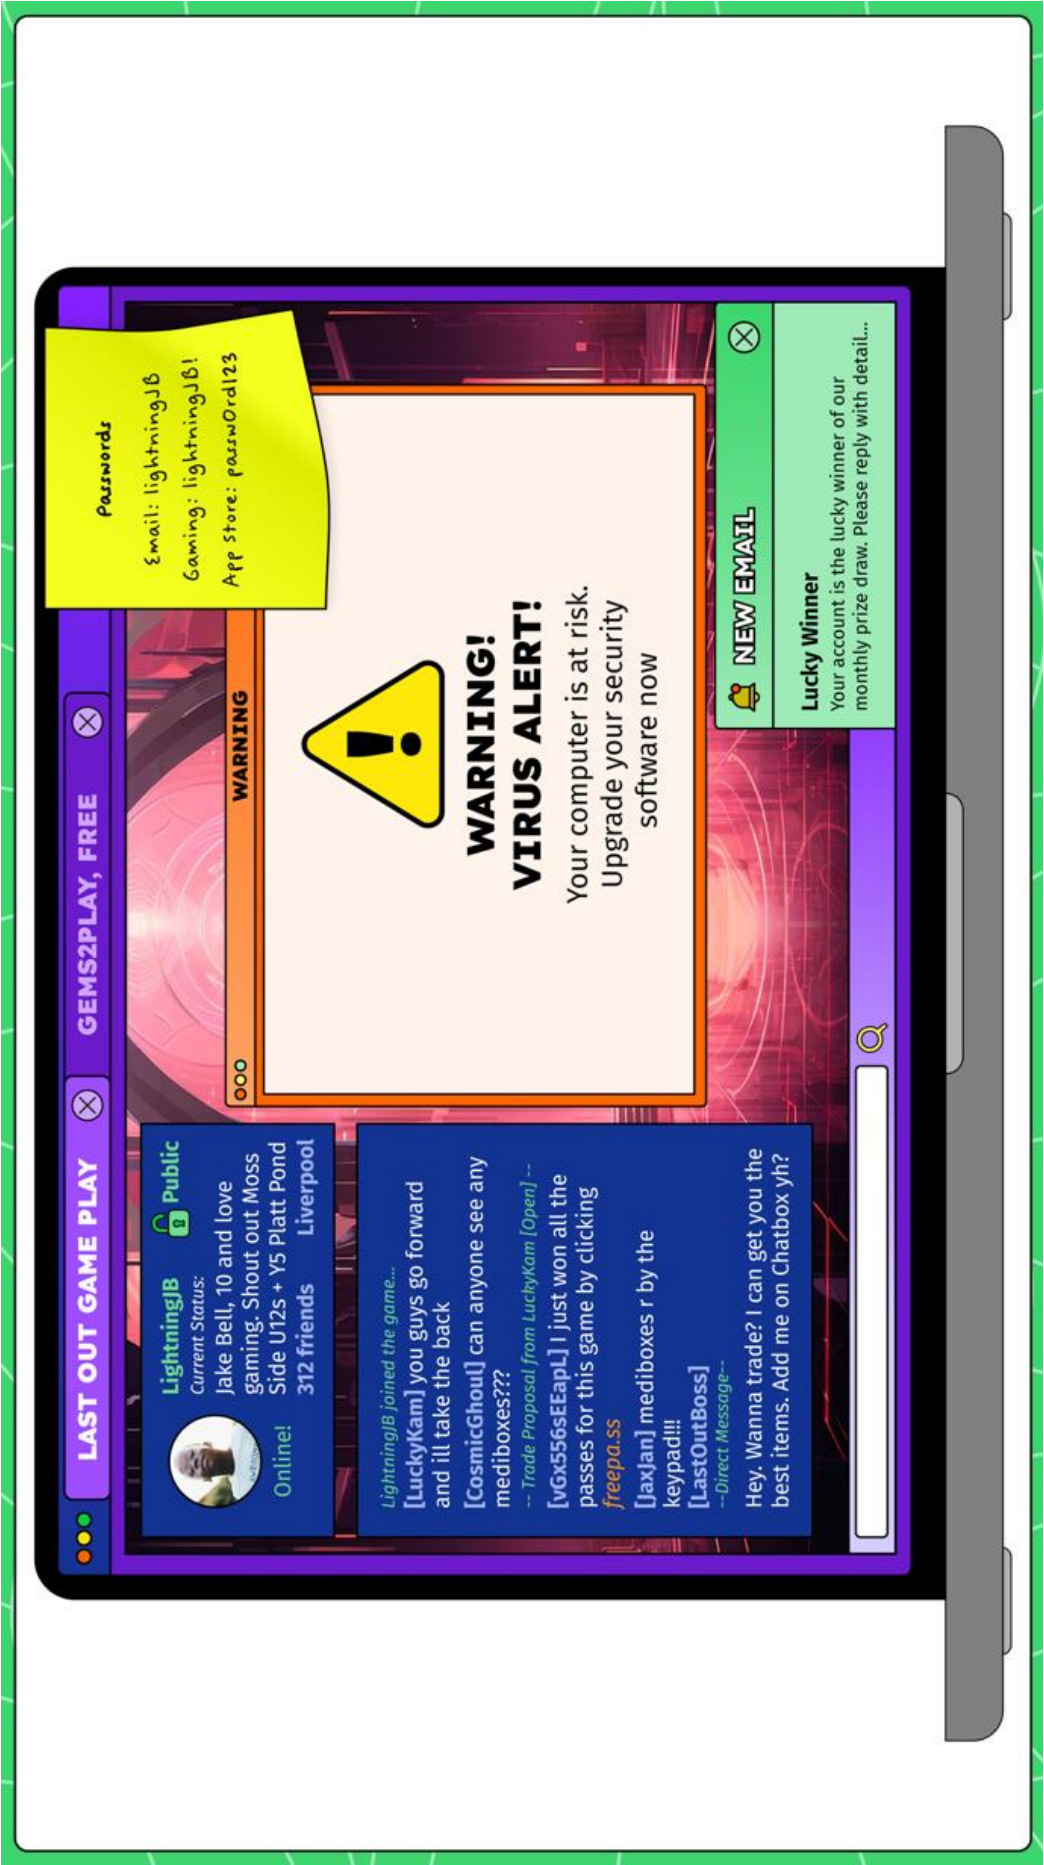 LAST OUT GAME PLAY
GEMS2PLAY, FREE
Passwords
Email: lightningJB
Gaming: lightningJB!
App Store: passw0rd123
LightningJB
Public
Current Status:
Jake Bell, 10 and love
gaming. Shout out Moss
Side U12s + Y5 Platt Pond
312 friends
Liverpool
Online!
LightningJB joined the game...
[LuckyKam] you guys go forward
and ill take the back
[CosmicGhoul] can anyone see any
mediboxes???
-- Trade Proposal from LuckyKam [Open]--
[vGx556sEEapL] I just won all the
passes for this game by clicking
freepa.ss
[JaxJan] mediboxes r by the
keypad!!!
[LastOutBoss]
--Direct Message--
Hey. Wanna trade? I can get you the
best items. Add me on Chatbox yh?
WARNING
WARNING!
VIRUS ALERT!
Your computer is at risk.
Upgrade your security
software now
NEW EMAIL
Lucky Winner
Your account is the lucky winner of our
monthly prize draw. Please reply with detail...